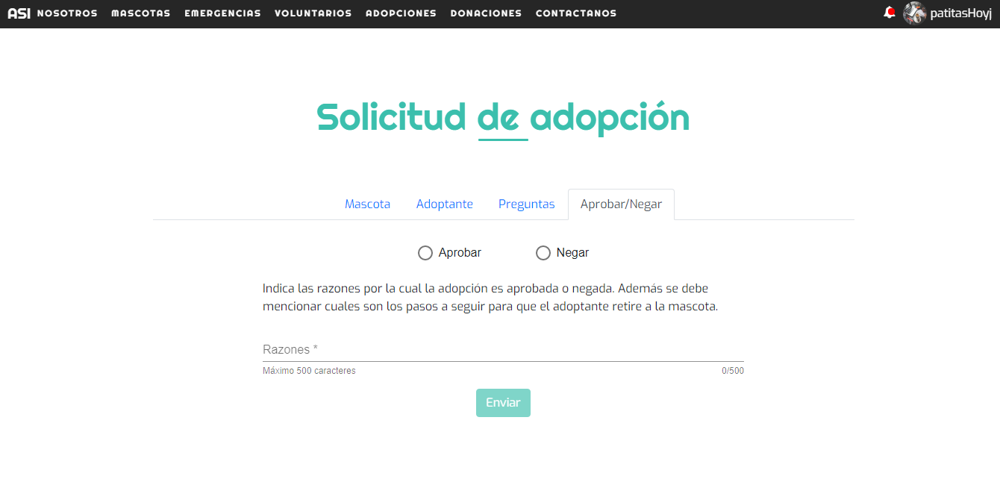 ASI NOSOTROS MASCOTAS EMERGENCIAS VOLUNTARIOS ADOPCIONES DONACIONES CONTACTANOS patitasHoyj
Solicitud de adopción
Mascota Adoptante Preguntas Aprobar/Negar
Aprobar Negar
Indica las razones por la cual la adopción es aprobada o negada. Además se debe
mencionar cuales son los pasos a seguir para que el adoptante retire a la mascota.
Razones *
Máximo 500 caracteres 0/500
Enviar